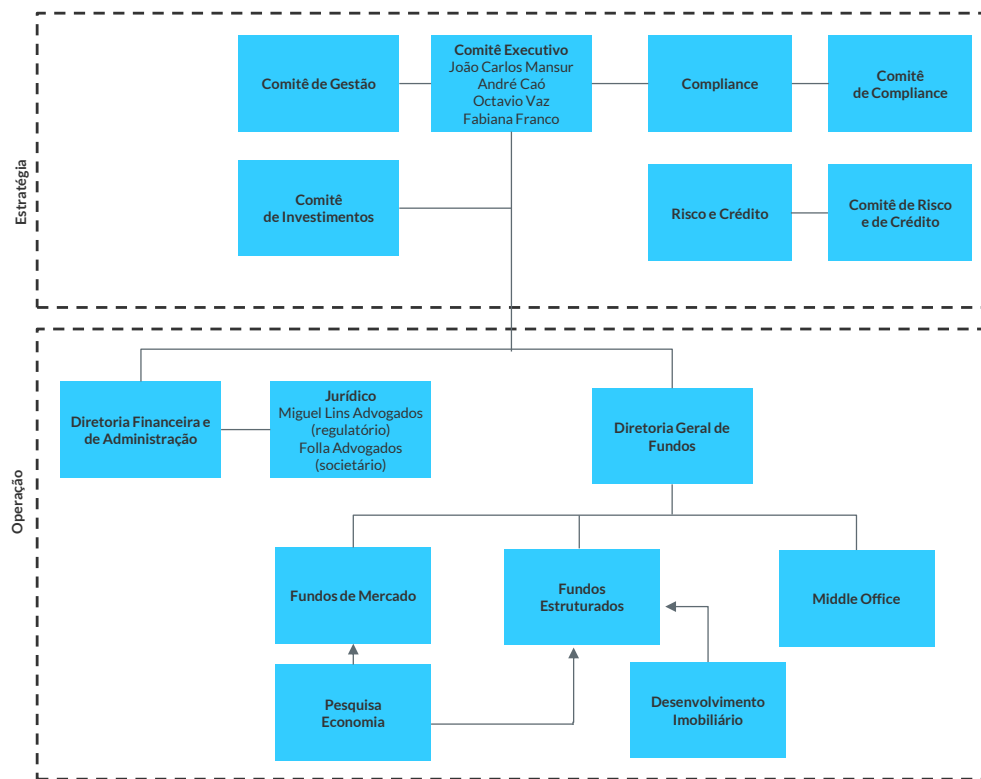 Estratégia
Comitê de Gestão
Comitê Executivo
João Carlos Mansur
André Caó
Octavio Vaz
Fabiana Franco
Compliance
Comitê
de Compliance
Comitê
de Investimentos
Risco e Crédito
Comitê de Risco
e de Crédito
Operação
Diretoria Financeira e
de Administração
Jurídico
Miguel Lins Advogados
(regulatório)
Folla Advogados
(societário)
Diretoria Geral de
Fundos
Fundos de Mercado
Fundos
Estruturados
Middle Office
Pesquisa
Economia
Desenvolvimento
Imobiliário